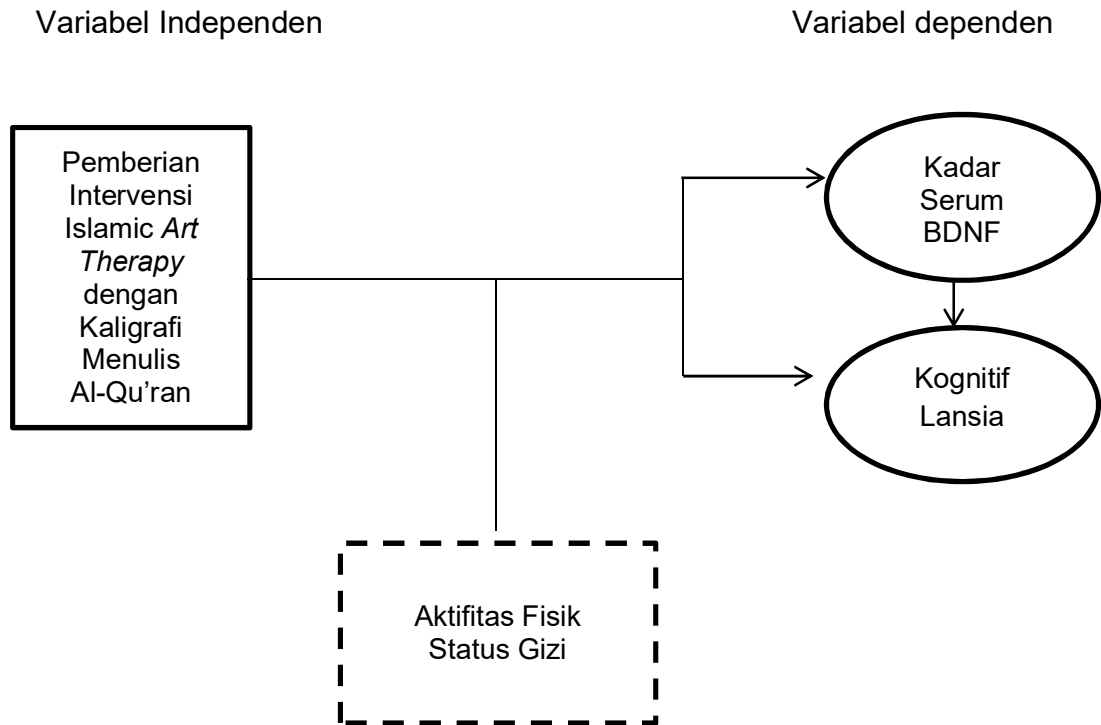 Variabel Independen
Variabel dependen
Pemberian
Intervensi
Islamic Art
Therapy
dengan
Kaligrafi
Menulis
Al-Qu’ran
Kadar
Serum
BDNF
Kognitif
Lansia
Aktifitas Fisik
Status Gizi